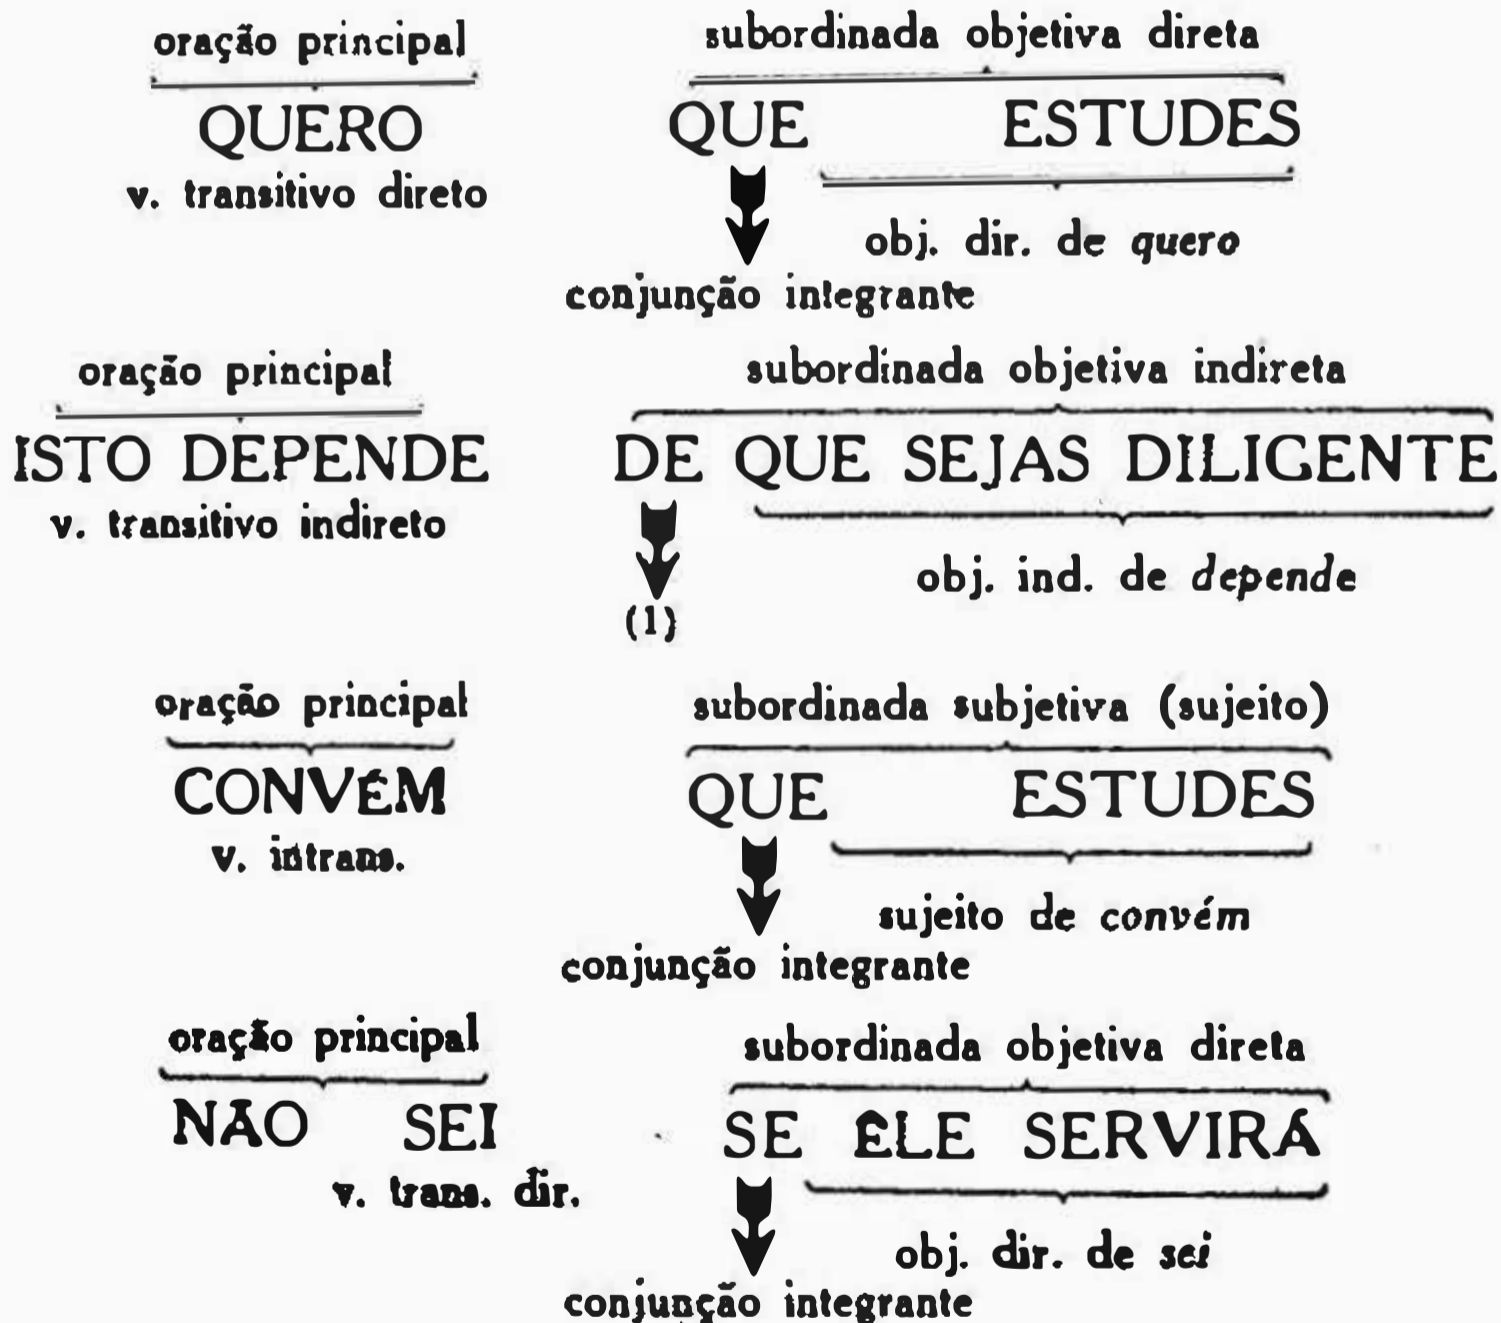 oração principal subordinada objetiva direta
QUERO QUE ESTUDES
v. transitivo direto
obj. dir. de quero
conjunção integrante
oração principal subordinada objetiva indireta
ISTO DEPENDE DE QUE SEJAS DILIGENTE
v. transitivo indireto
obj. ind. de depende
(1)
oração principal subordinada subjetiva (sujeito)
CONVÉM QUE ESTUDES
v. intrans.
sujeito de convém
conjunção integrante
oração principal subordinada objetiva direta
NÃO SEI SE ÊLE SERVIRÁ
v. trans. dir.
obj. dir. de sei
conjunção integrante